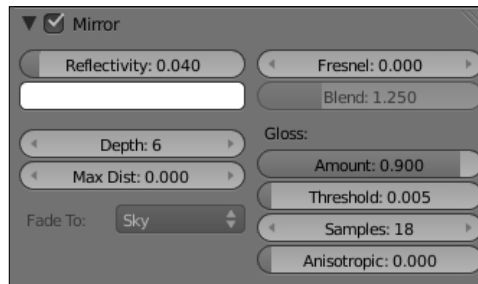 Mirror
Reflectivity: 0.040
Fresnel: 0.000
Blend: 1.250
Depth: 6
Max Dist: 0.000
Fade To:
Sky
Gloss:
Amount: 0.900
Threshold: 0.005
Samples: 18
Anisotropic: 0.000